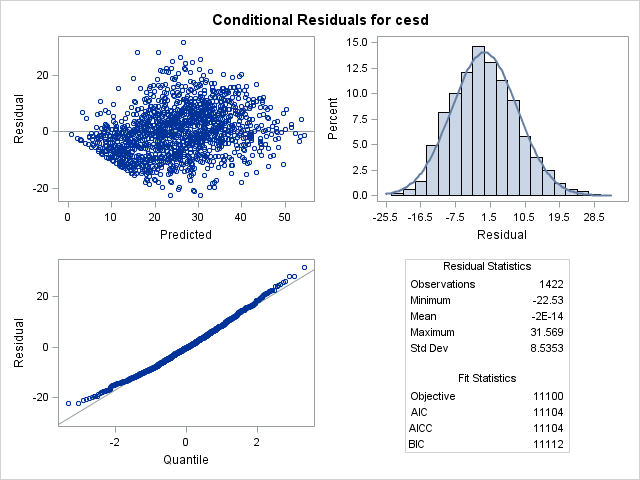 Conditional Residuals for cesd
Residual
20
0
-20
0 10 20 30 40 50
Predicted
Percent
15.0
12.5
10.0
7.5
5.0
2.5
0.0
-25.5 -16.5 -7.5 1.5 10.5 19.5 28.5
Residual
Residual
20
0
-20
-2 0 2
Quantile
Residual Statistics
Observations 1422
Minimum -22.53
Mean -2E-14
Maximum 31.569
Std Dev 8.5353
Fit Statistics
Objective 11100
AIC 11104
AICC 11104
BIC 11112